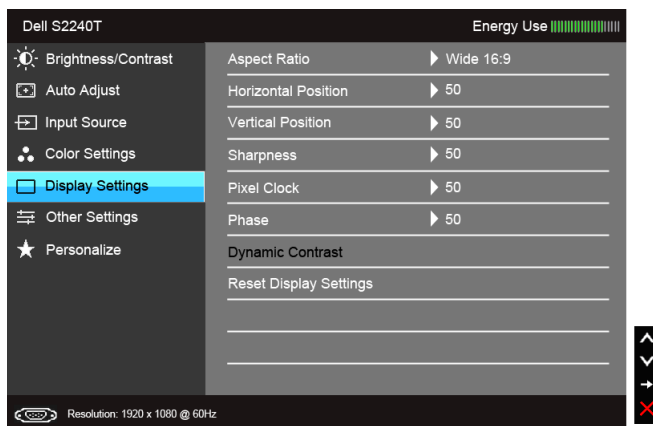 Dell S2240T
Energy Use
Brightness/Contrast
Auto Adjust
Input Source
Color Settings
Display Settings
Other Settings
Personalize
Aspect Ratio Wide 16:9
Horizontal Position 50
Vertical Position 50
Sharpness 50
Pixel Clock 50
Phase 50
Dynamic Contrast
Reset Display Settings
Resolution: 1920 x 1080 @ 60Hz